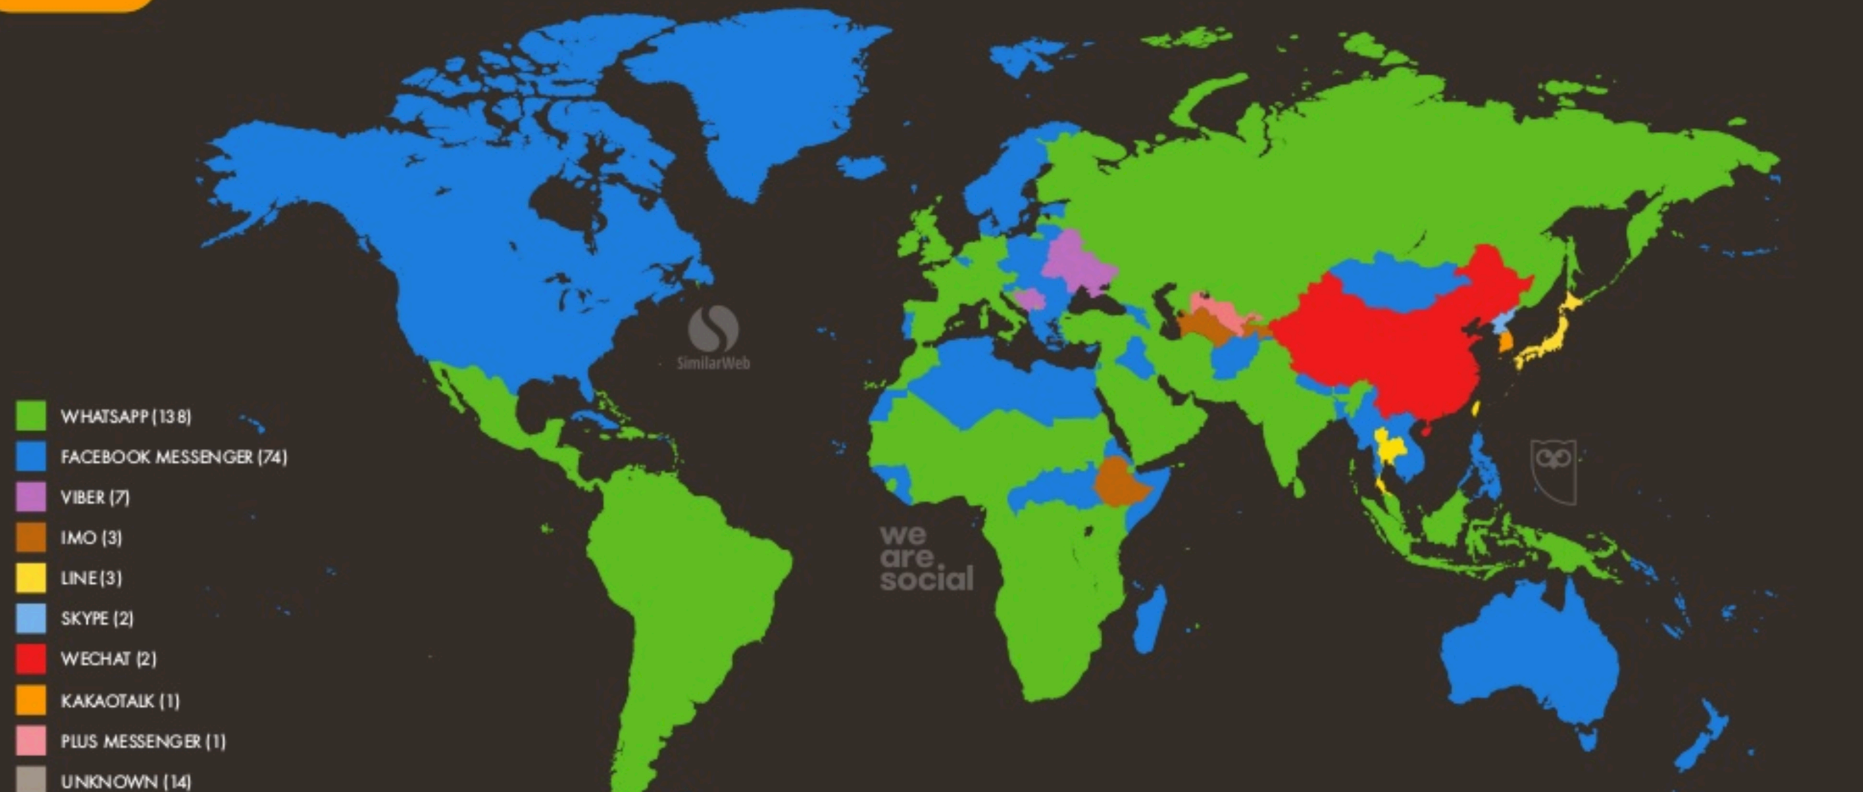 SimilarWeb
WHATSAPP (138)
FACEBOOK MESSENGER (74)
VIBER (7)
IMO (3)
LINE (3)
SKYPE (2)
WECHAT (2)
KAKAOTALK (1)
PLUS MESSENGER (1)
UNKNOWN (14)
we
are
social